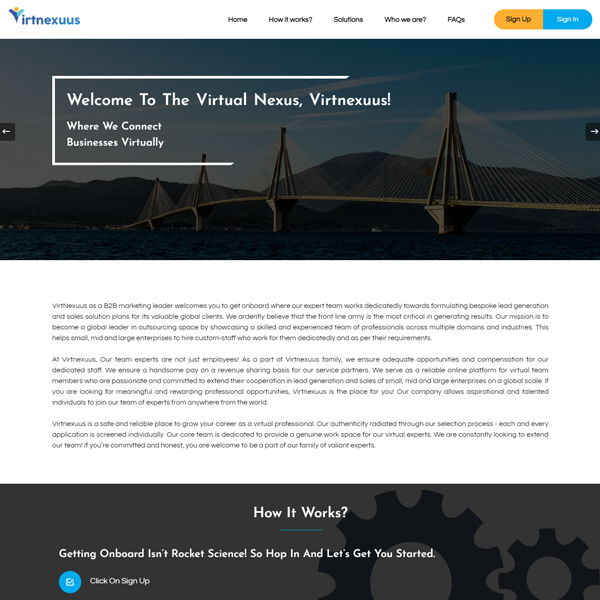 Virtnexuus
Home How it works? Solutions Who we are? FAQs Sign Up Sign In
Welcome To The Virtual Nexus, Virtnexuus!
Where We Connect
Businesses Virtually
VirtNexuus as a B2B marketing leader welcomes you to get onboard where our expert team works dedicatedly towards formulating bespoke lead generation
and sales solution plans for its valuable global clients. We ardently believe that the front line army is the most critical in generating results. Our mission is to
become a global leader in outsourcing space by showcasing a skilled and experienced team of professionals across multiple domains and industries. This
helps small, mid and large enterprises to hire custom-staff who work for them dedicatedly and as per their requirements.
At Virtnexuus, Our team experts are not just employees! As a part of Virtnexuus family, we ensure adequate opportunities and compensation for our
dedicated staff. We ensure a handsome pay on a revenue sharing basis for our service partners. We serve as a reliable online platform for virtual team
members who are passionate and committed to extend their cooperation in lead generation and sales of small, mid and large enterprises on a global scale. If
you are looking for meaningful and rewarding professional opportunities, Virtnexuus is the place for you! Our company allows aspirational and talented
individuals to join our team of experts from anywhere from the world.
Virtnexuus is a safe and reliable place to grow your career as a virtual professional. Our authenticity radiated through our selection process - each and every
application is screened individually. Our core team is dedicated to provide a genuine work space for our virtual experts. We are constantly looking to extend
our team! If you're committed and honest, you are welcome to be a part of our family of valiant experts.
How It Works?
Getting Onboard Isn't Rocket Science! So Hop In And Let's Get You Started.
Click On Sign Up